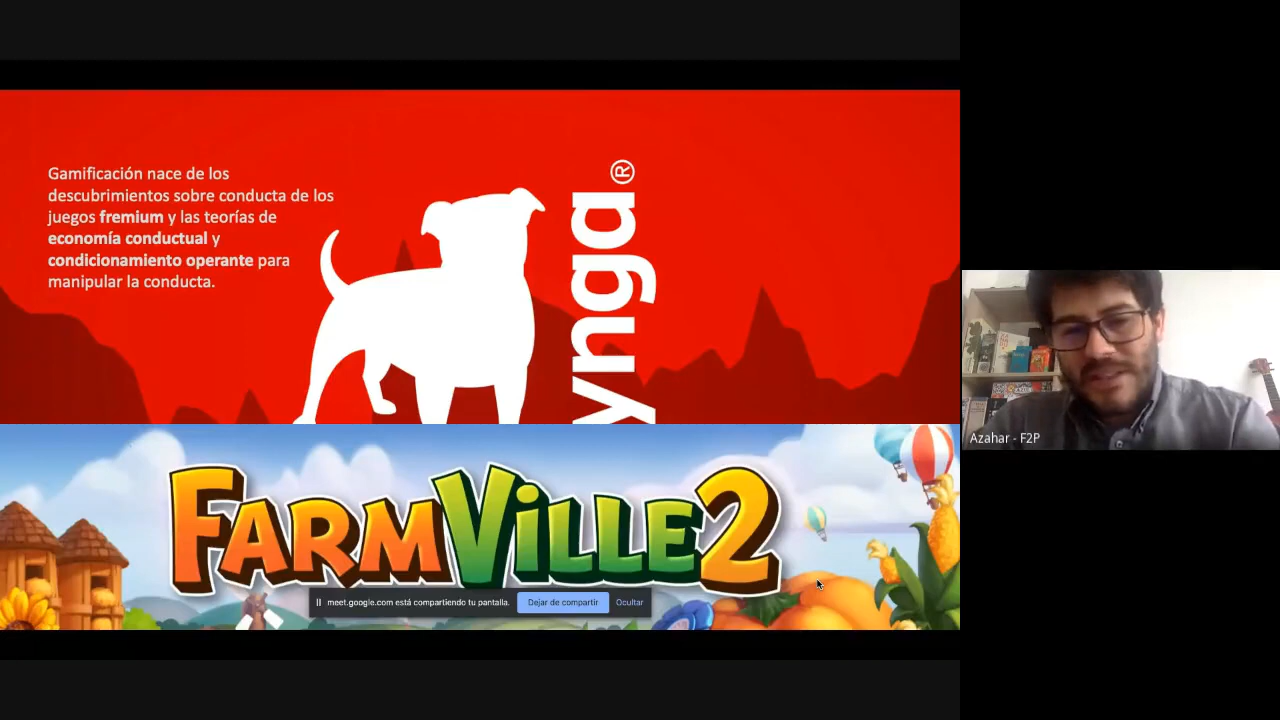 Gamificación nace de los
descubrimientos sobre conducta de los
juegos fremium y las teorías de
economía conductual y
condicionamiento operante para
manipular la conducta.
ynga®
FARMVILLE2
meet.google.com está compartiendo tu pantalla.
Dejar de compartir
Ocultar
Azahar - F2P